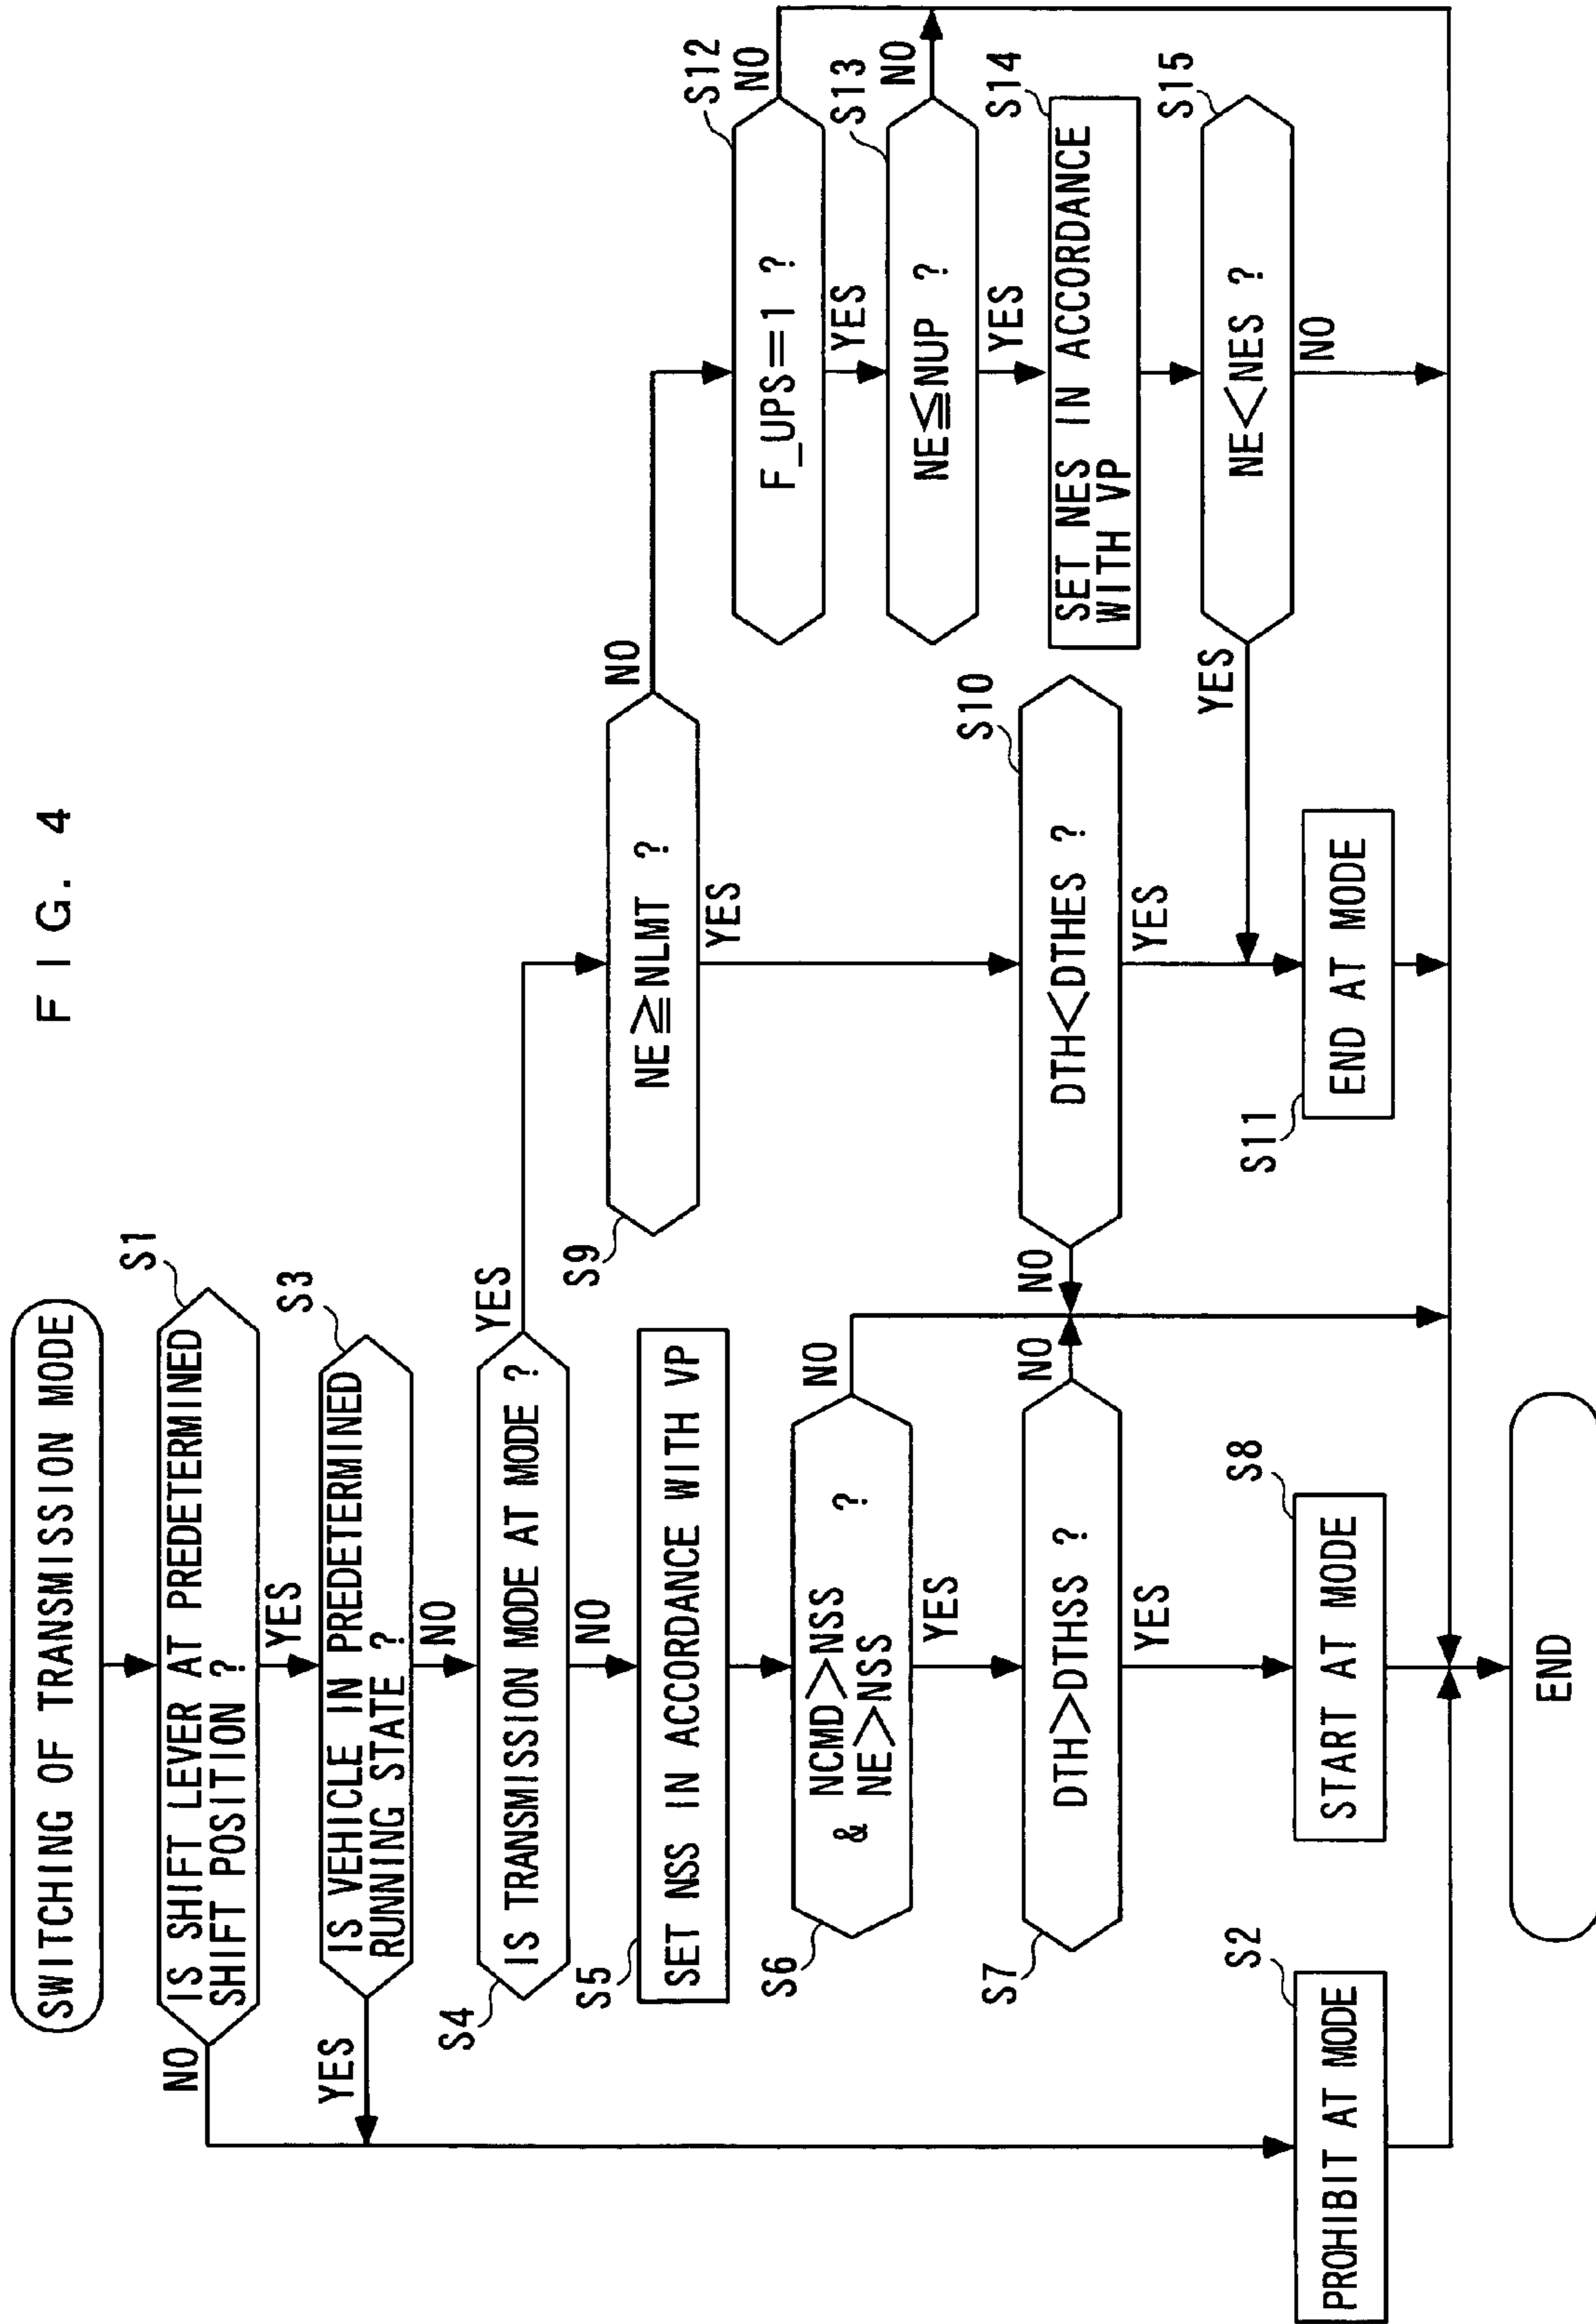 F I G. 4
SWITCHING OF TRANSMISSION MODE
S1
IS SHIFT LEVER AT PREDETERMINED
SHIFT POSITION ?
NO
YES
S3
IS VEHICLE IN PREDETERMINED
RUNNING STATE ?
YES
NO
S4
IS TRANSMISSION MODE AT MODE ?
YES
NO
S5
SET NSS IN ACCORDANCE WITH VP
S6
NCMD>NSS
& NE>NSS ?
NO
YES
S7
DTH>DTHSS ?
NO
YES
S2
PROHIBIT AT MODE
S8
START AT MODE
S9
NE≧NLMT ?
NO
YES
S10
DTH<DTHES ?
NO
YES
S11
END AT MODE
S12
F_UPS=1 ?
NO
YES
S13
NE≦NUP ?
NO
YES
S14
SET NES IN ACCORDANCE
WITH VP
S15
NE<NES ?
YES
NO
END